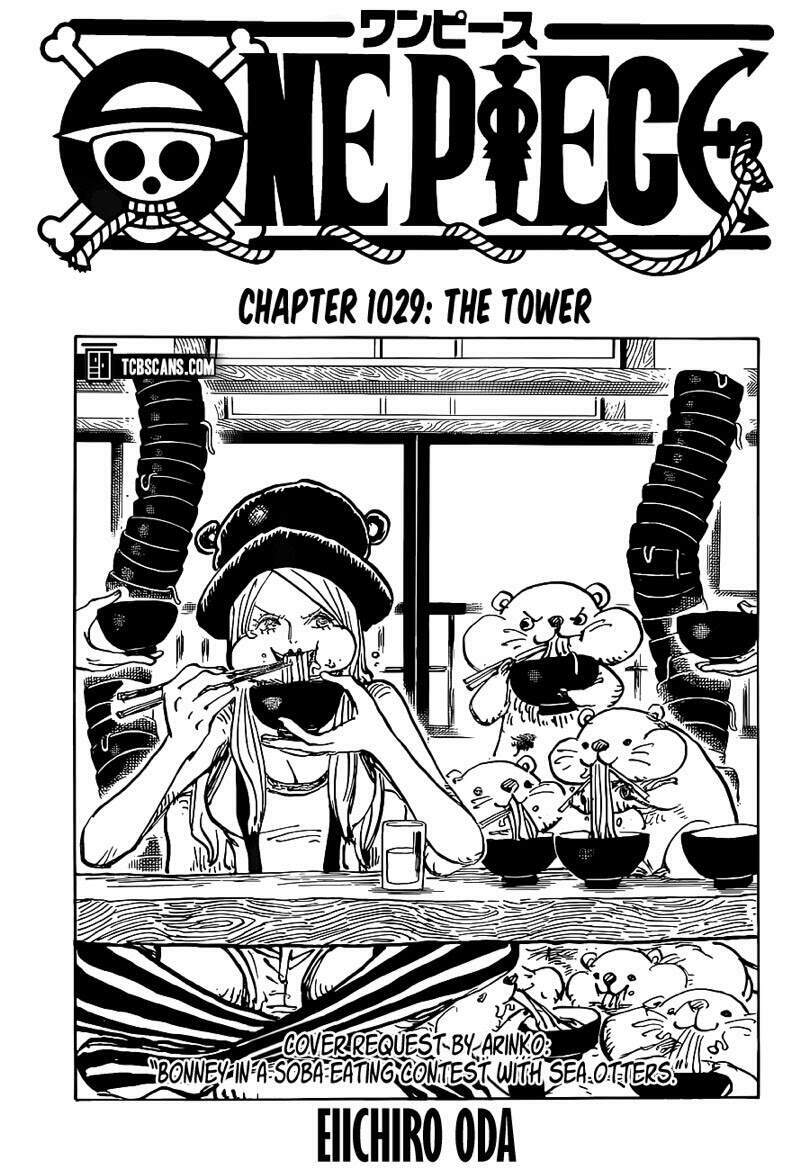 ワンピース
ONE PIECE
CHAPTER 1029: THE TOWER
TCBSCANS.COM
COVER REQUEST BY ARINKO:
"BONNEY IN A SOBA-EATING CONTEST WITH SEA OTTERS."
EIICHIRO ODA